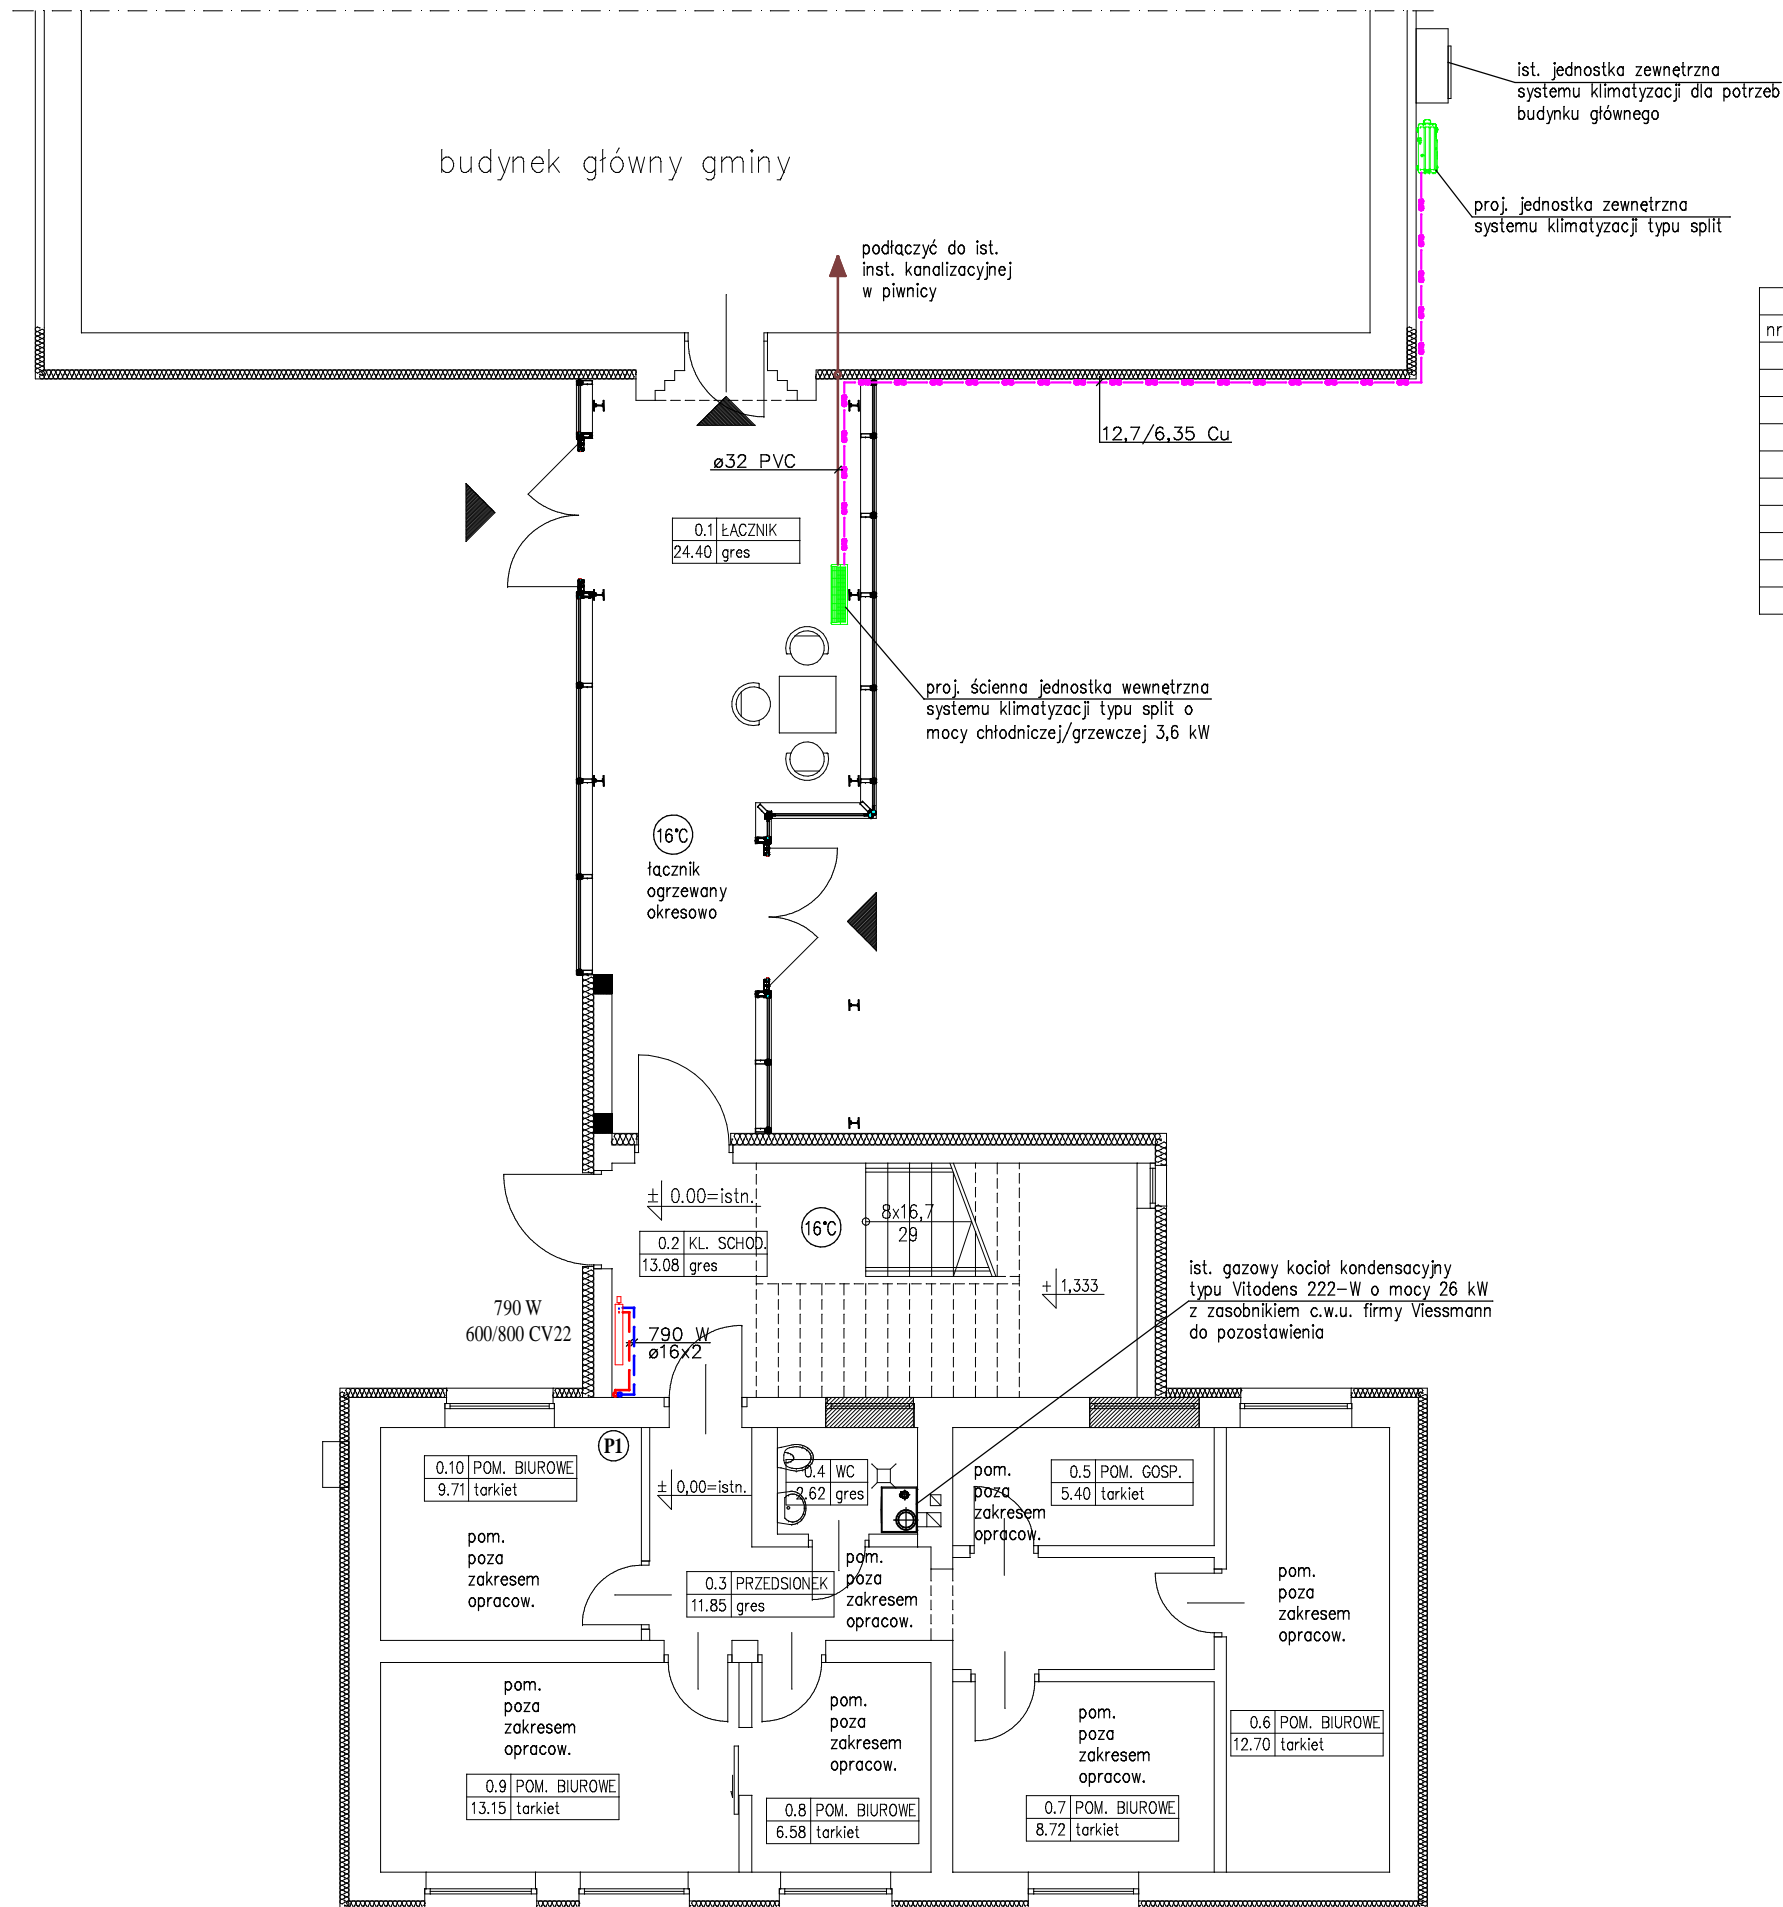 ist. jednostka zewnętrzna
systemu klimatyzacji dla potrzeb
budynku głównego
budynek główny gminy
proj. jednostka zewnętrzna
systemu klimatyzacji typu split
podłączyć do ist.
inst. kanalizacyjnej
w piwnicy
nr
12,7/6,35 Cu
ø32 PVC
0.1 ŁĄCZNIK
24.40 gres
proj. ścienna jednostka wewnętrzna
systemu klimatyzacji typu split o
mocy chłodniczej/grzewczej 3,6 kW
16°C
łącznik
ogrzewany
okresowo
± 0.00=istn.
16°C
8x16,7
29
0.2 KL. SCHOD.
13.08 gres
+ 1,333
ist. gazowy kocioł kondensacyjny
typu Vitodens 222-W o mocy 26 kW
z zasobnikiem c.w.u. firmy Viessmann
do pozostawienia
790 W
600/800 CV22
790 W
ø16x2
P1
0.10 POM. BIUROWE
9.71 tarkiet
± 0,00=istn.
0.4 WC
2.62 gres
pom.
poza
zakresem
opracow.
0.5 POM. GOSP.
5.40 tarkiet
pom.
poza
zakresem
opracow.
0.3 PRZEDSIONEK
11.85 gres
pom.
poza
zakresem
opracow.
pom.
poza
zakresem
opracow.
pom.
poza
zakresem
opracow.
pom.
poza
zakresem
opracow.
pom.
poza
zakresem
opracow.
0.6 POM. BIUROWE
12.70 tarkiet
0.9 POM. BIUROWE
13.15 tarkiet
0.8 POM. BIUROWE
6.58 tarkiet
0.7 POM. BIUROWE
8.72 tarkiet